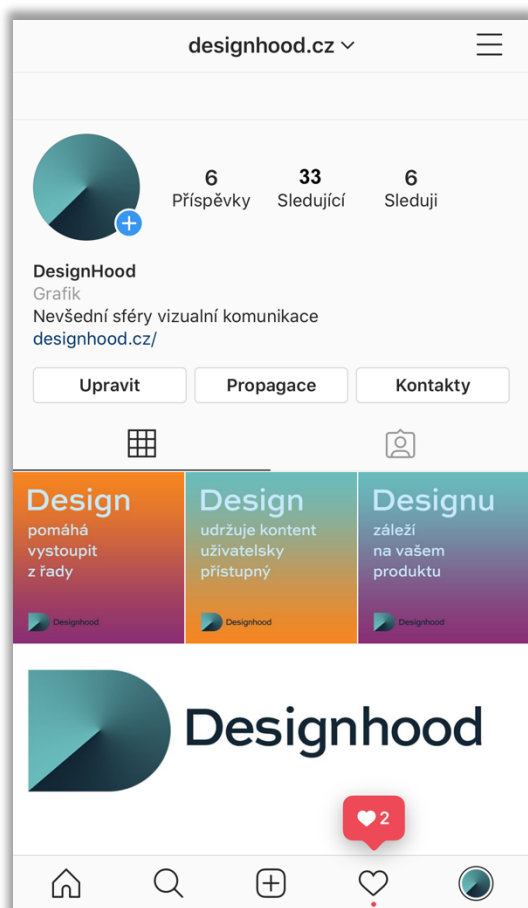 designhood.cz
6 33 6
Příspěvky Sledující Sleduji
DesignHood
Grafik
Nevšední sféry vizualní komunikace
designhood.cz/
Upravit Propagace Kontakty
Design
pomáhá
vystoupit
z řady
Designhood
Design
udržuje kontent
uživatelsky
přístupný
Designhood
Designu
záleží
na vašem
produktu
Designhood
Designhood
2